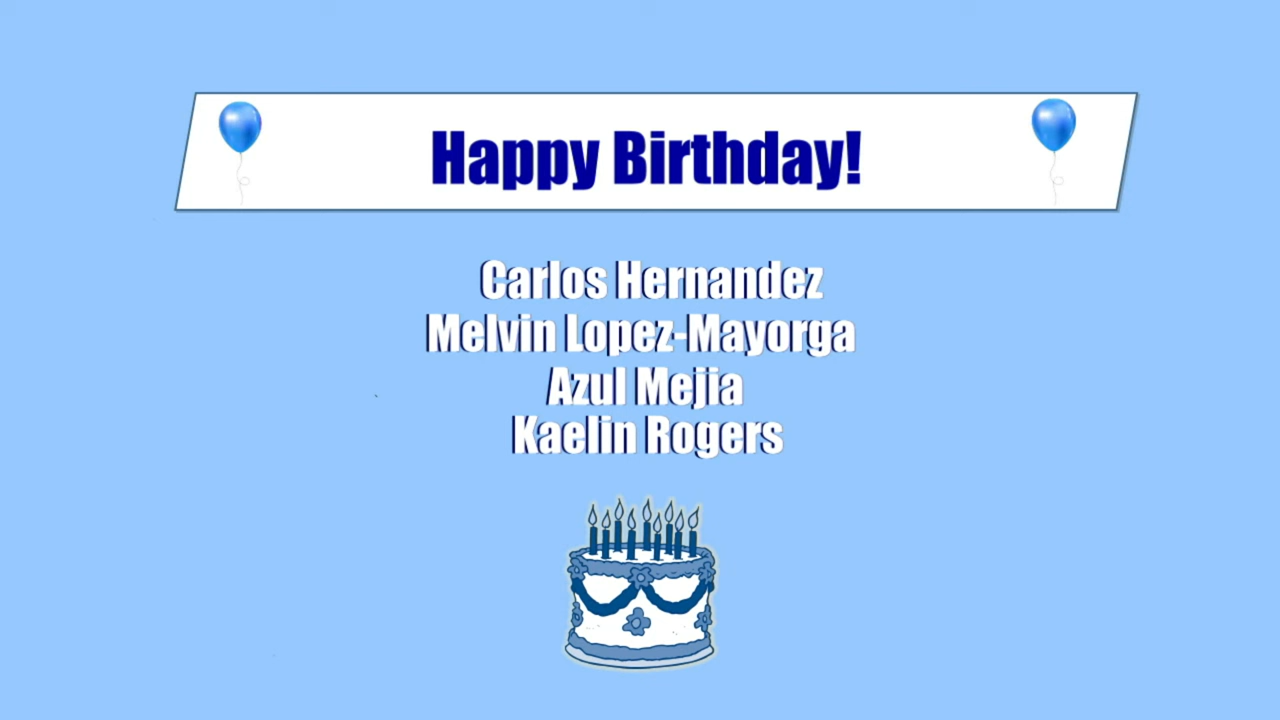 Happy Birthday!
Carlos Hernandez
Melvin Lopez-Mayorga
Azul Mejia
Kaelin Rogers